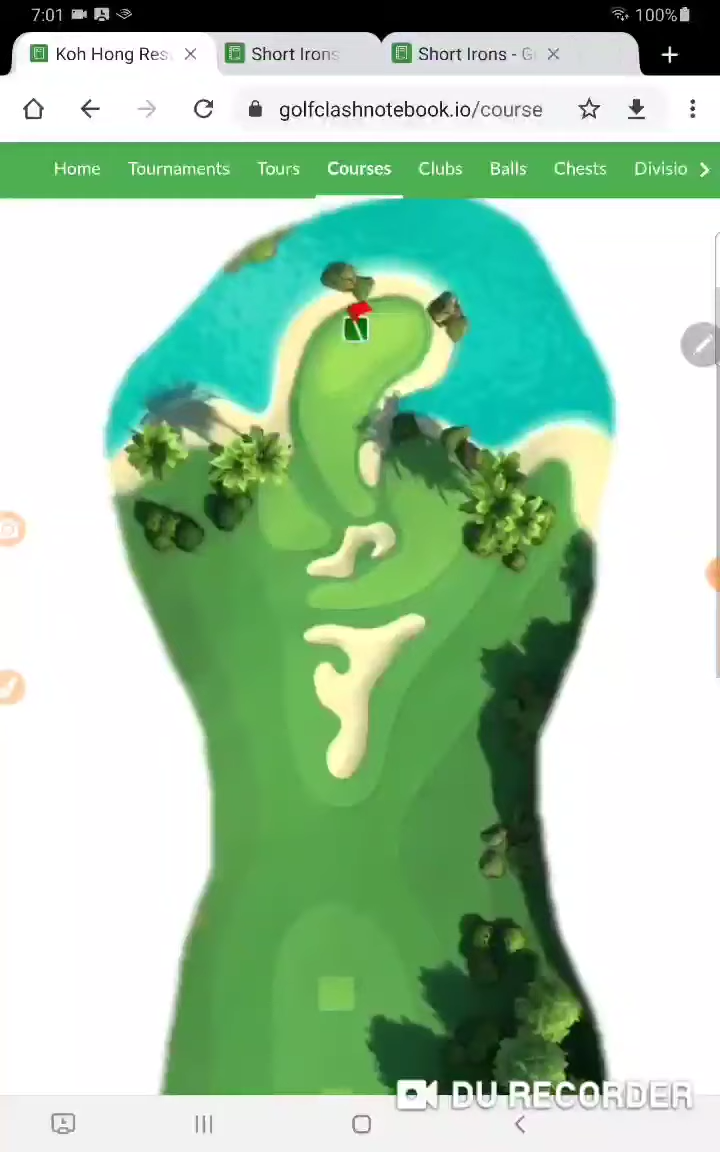 7:01 100%
Koh Hong Res
Short Irons
Short Irons - G
golfclashnotebook.io/course
Home Tournaments Tours Courses Clubs Balls Chests Divisio
DU RECORDER